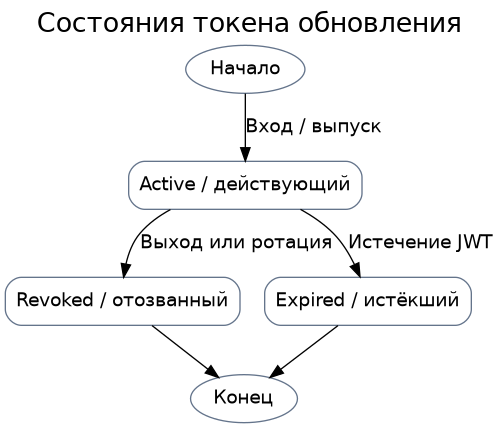 Состояния токена обновления
Начало
Вход / выпуск
Active / действующий
Выход или ротация
Истечение JWT
Revoked / отозванный
Expired / истёкший
Конец